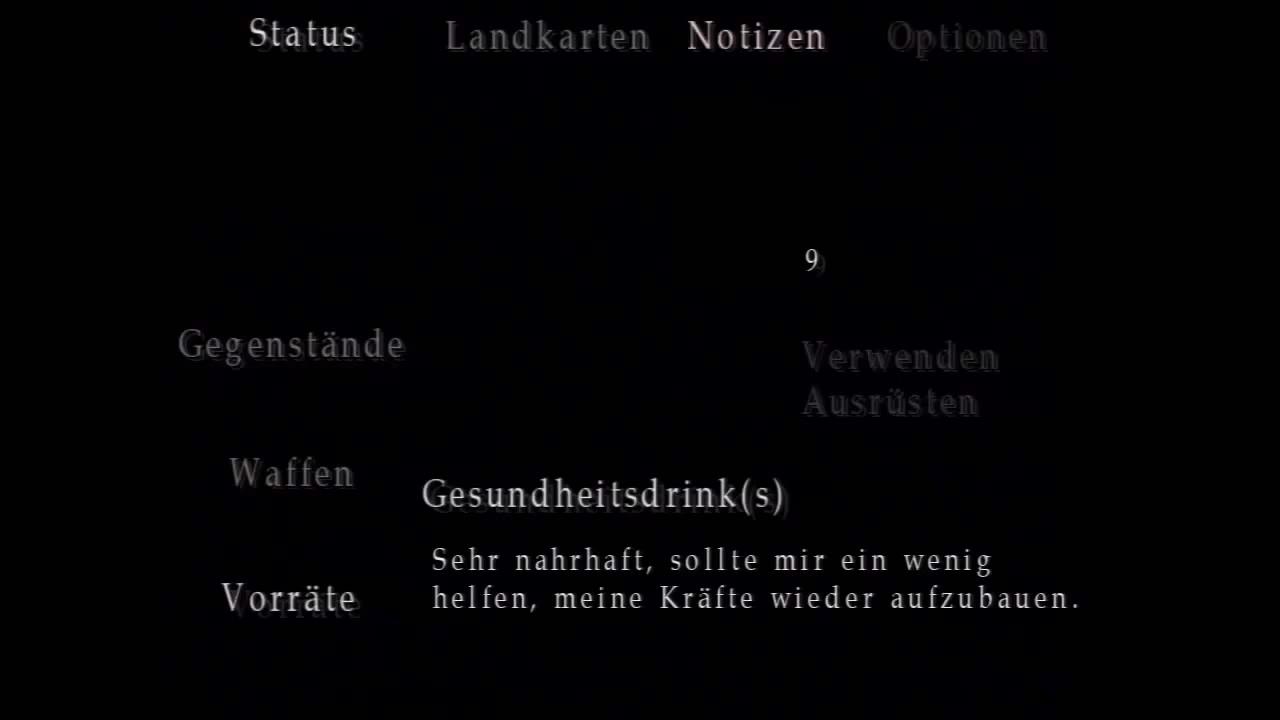 Status Landkarten Notizen Optionen
9
Gegenstände
Verwenden
Ausrüsten
Waffen
Gesundheitsdrink(s)
Sehr nahrhaft, sollte mir ein wenig
helfen, meine Kräfte wieder aufzubauen.
Vorräte